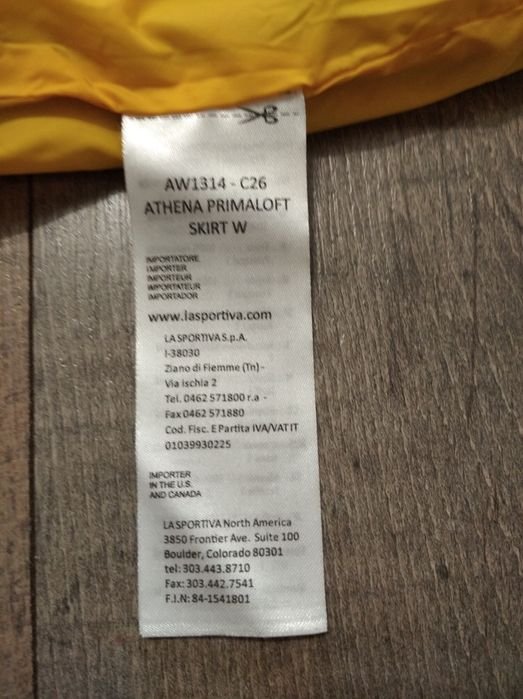 AW1314 - C26
ATHENA PRIMALOFT
SKIRT W
IMPORTATORE
IMPORTER
IMPORTEUR
IMPORTATEUR
IMPORTADOR
www.lasportiva.com
LA SPORTIVA S.p.A.
I-38030
Ziano di Fiemme (Tn) -
Via Ischia 2
Tel. 0462 571800 r.a -
Fax 0462 571880
Cod. Fisc. E Partita IVA/VAT IT
01039930225
IMPORTER
IN THE U.S.
AND CANADA
LA SPORTIVA North America
3850 Frontier Ave. Suite 100
Boulder, Colorado 80301
tel: 303.443.8710
Fax: 303.442.7541
F.I.N: 84-1541801